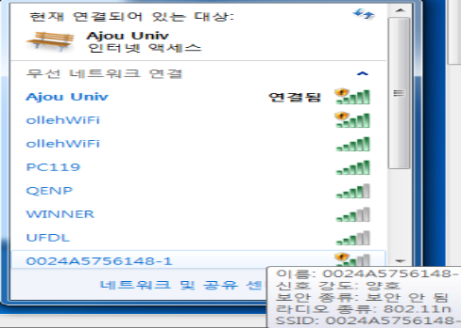 현재 연결되어 있는 대상:
Ajou Univ
인터넷 액세스
무선 네트워크 연결
Ajou Univ 연결됨
ollehWiFi
ollehWiFi
PC119
QENP
WINNER
UFDL
0024A5756148-1
네트워크 및 공유 센
이름: 0024A5756148-
신호 강도: 양호
보안 종류: 보안 안 됨
라디오 종류: 802.11n
SSID: 0024A5756148-